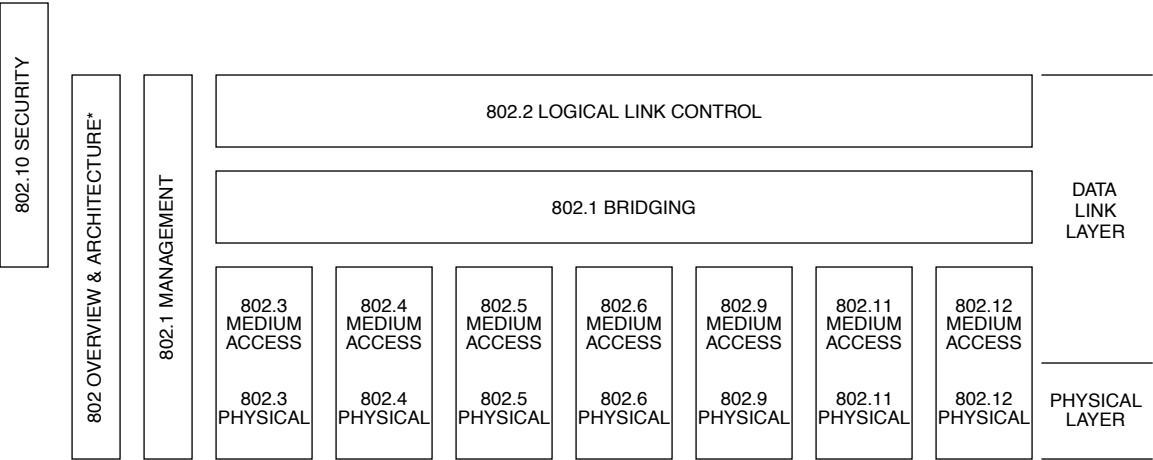 802.10 SECURITY
802 OVERVIEW & ARCHITECTURE*
802.1 MANAGEMENT
802.2 LOGICAL LINK CONTROL
802.1 BRIDGING
DATA
LINK
LAYER
802.3
MEDIUM
ACCESS
802.3
PHYSICAL
802.4
MEDIUM
ACCESS
802.4
PHYSICAL
802.5
MEDIUM
ACCESS
802.5
PHYSICAL
802.6
MEDIUM
ACCESS
802.6
PHYSICAL
802.9
MEDIUM
ACCESS
802.9
PHYSICAL
802.11
MEDIUM
ACCESS
802.11
PHYSICAL
802.12
MEDIUM
ACCESS
802.12
PHYSICAL
PHYSICAL
LAYER